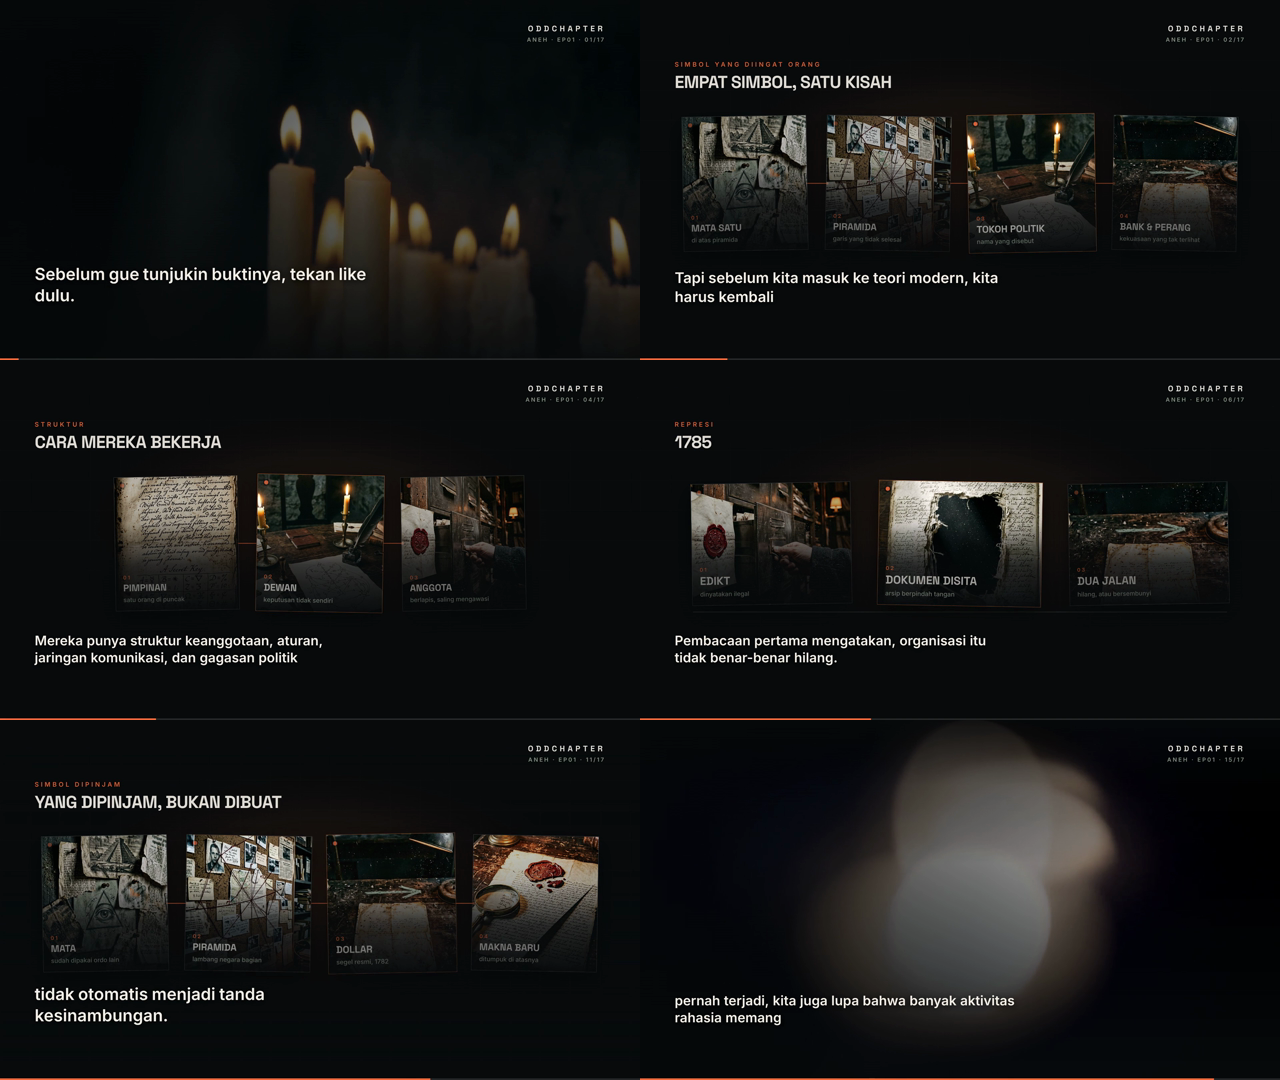 ODDCHAPTER
ANEH · EP01 · 01/17
Sebelum gue tunjukin buktinya, tekan like
dulu.
ODDCHAPTER
ANEH · EP01 · 02/17
SIMBOL YANG DIINGAT ORANG
EMPAT SIMBOL, SATU KISAH
01
MATA SATU
di atas piramida
02
PIRAMIDA
garis yang tidak selesai
03
TOKOH POLITIK
nama yang disebut
04
BANK & PERANG
kekuasaan yang tak terlihat
Tapi sebelum kita masuk ke teori modern, kita
harus kembali
ODDCHAPTER
ANEH · EP01 · 04/17
STRUKTUR
CARA MEREKA BEKERJA
01
PIMPINAN
satu orang di puncak
02
DEWAN
keputusan tidak sendiri
03
ANGGOTA
berlapis, saling mengawasi
Mereka punya struktur keanggotaan, aturan,
jaringan komunikasi, dan gagasan politik
ODDCHAPTER
ANEH · EP01 · 06/17
REPRESI
1785
01
EDIKT
dinyatakan ilegal
02
DOKUMEN DISITA
arsip berpindah tangan
03
DUA JALAN
hilang, atau bersembunyi
Pembacaan pertama mengatakan, organisasi itu
tidak benar-benar hilang.
ODDCHAPTER
ANEH · EP01 · 11/17
SIMBOL DIPINJAM
YANG DIPINJAM, BUKAN DIBUAT
01
MATA
sudah dipakai ordo lain
02
PIRAMIDA
lambang negara bagian
03
DOLLAR
segel resmi, 1782
04
MAKNA BARU
ditumpuk di atasnya
tidak otomatis menjadi tanda
kesinambungan.
ODDCHAPTER
ANEH · EP01 · 15/17
pernah terjadi, kita juga lupa bahwa banyak aktivitas
rahasia memang